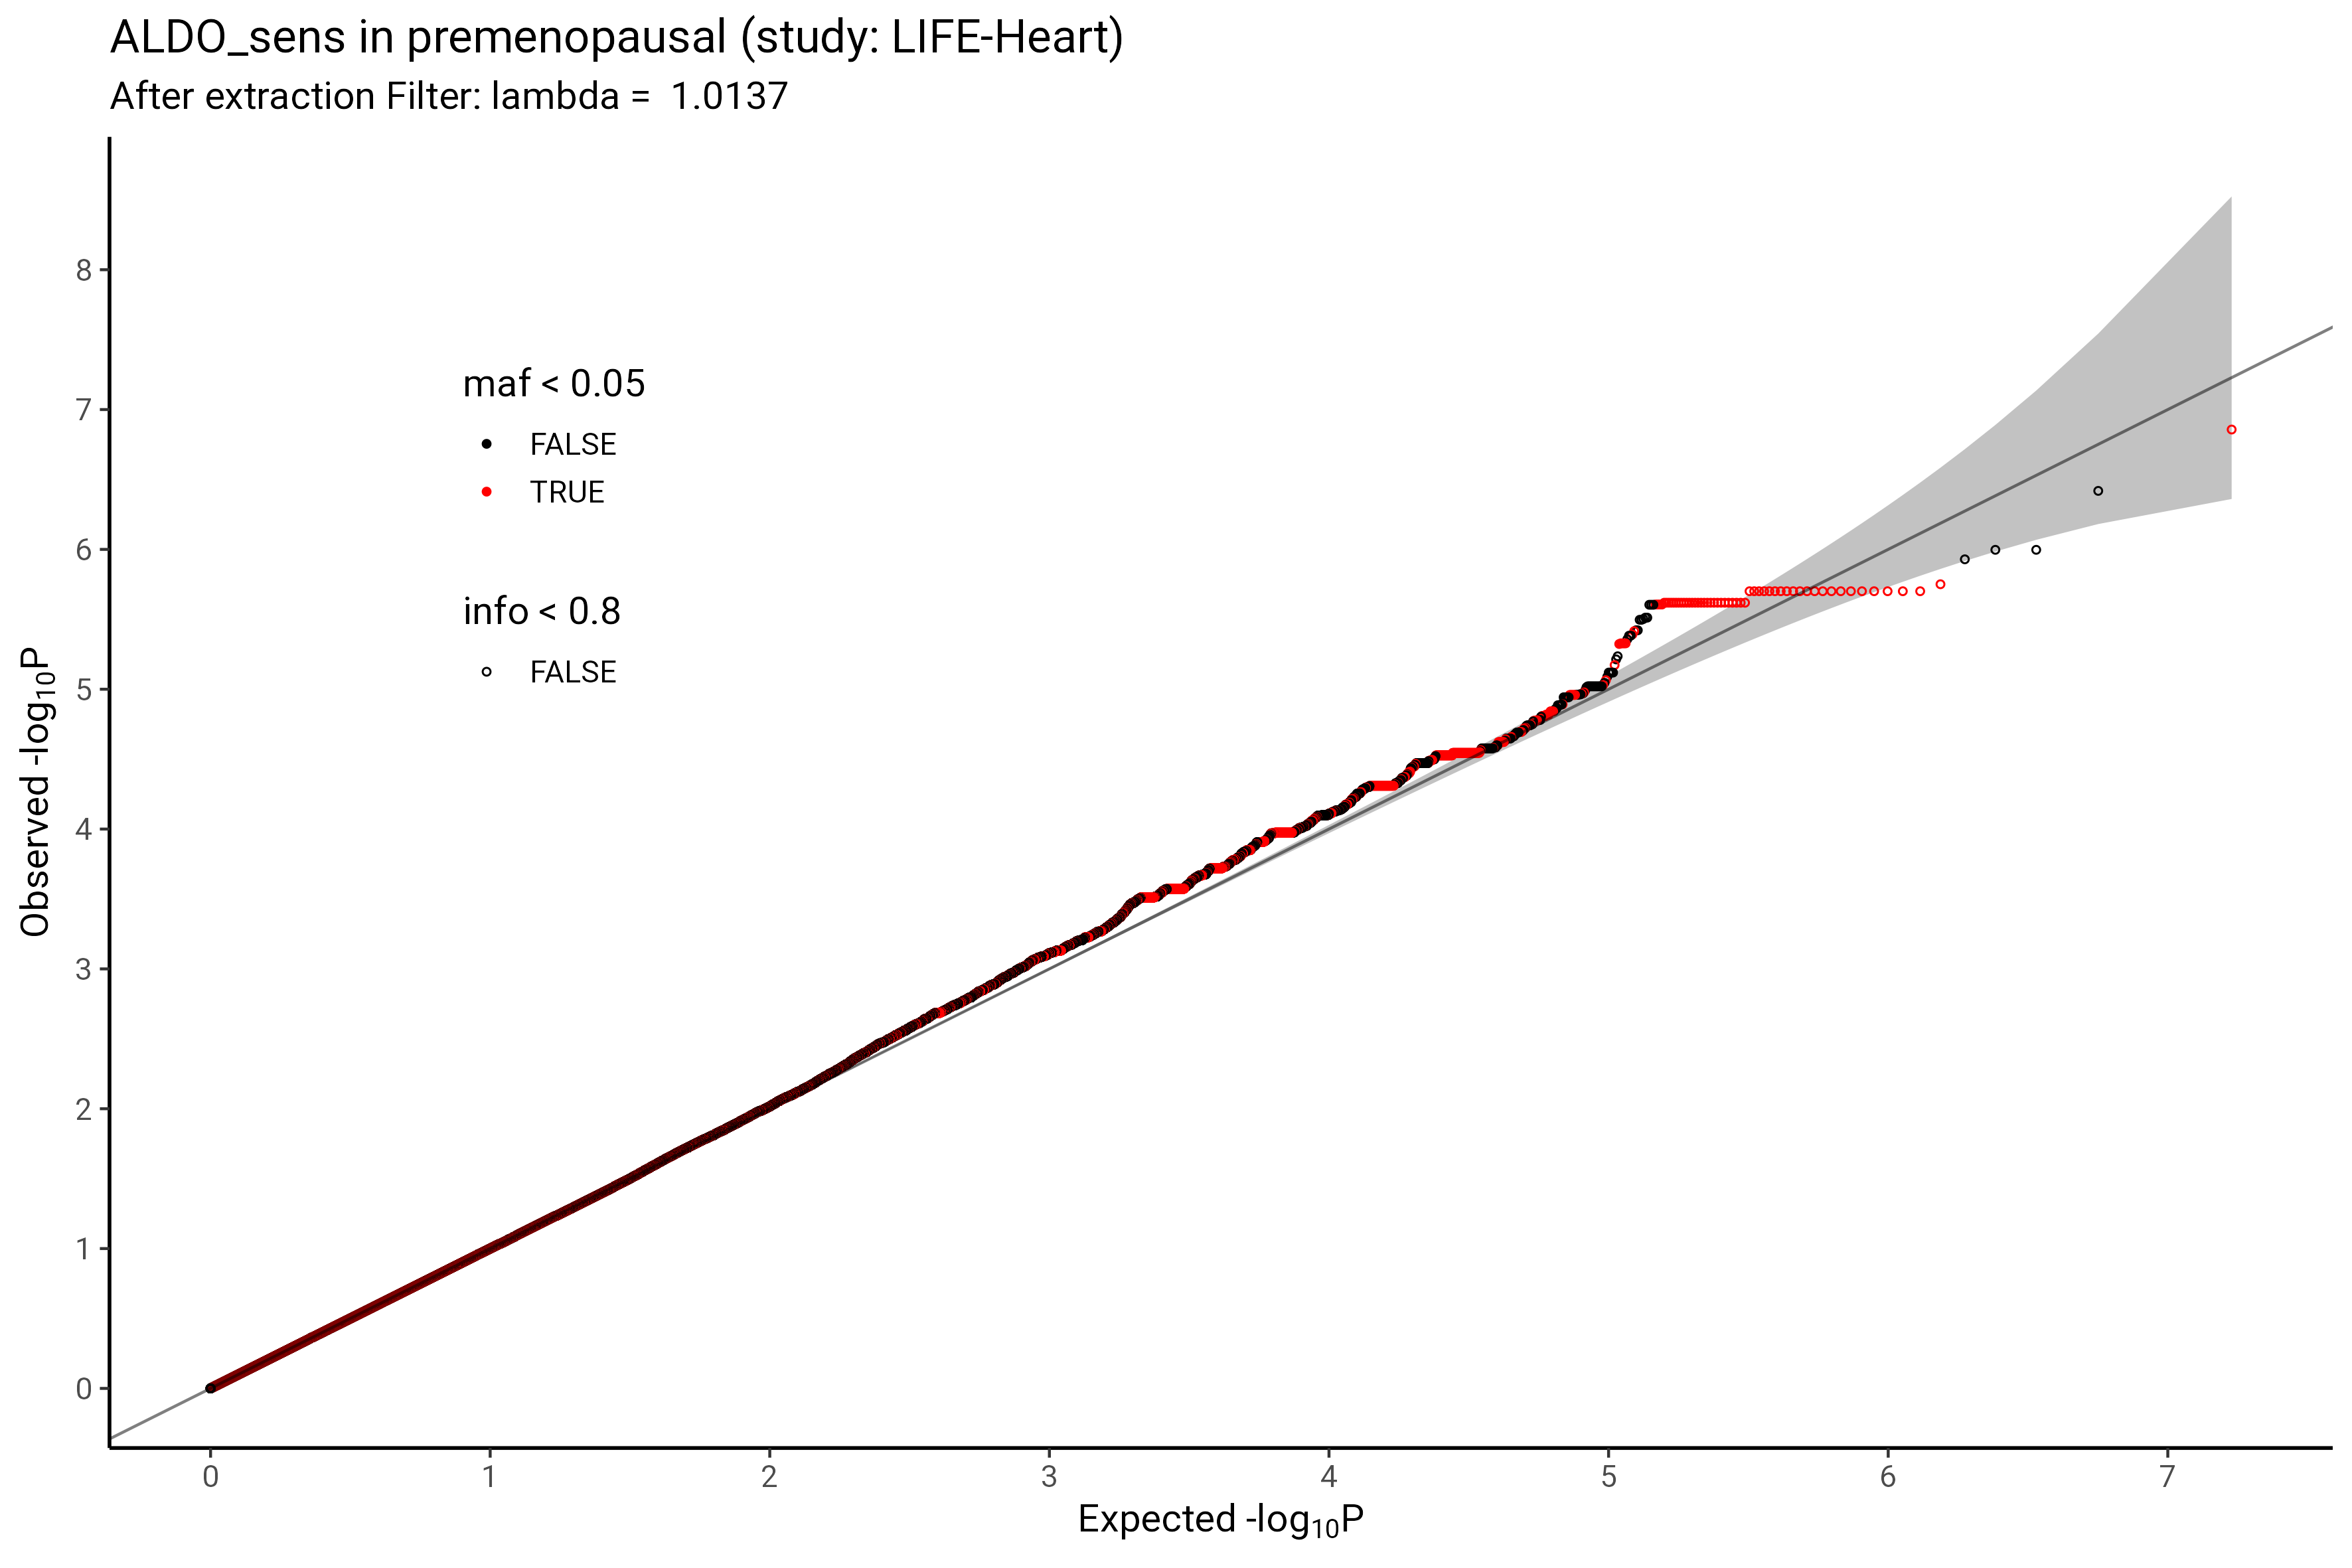 ALDO_sens in premenopausal (study: LIFE-Heart)
After extraction Filter: lambda =  1.0137
8
7
6
5
4
3
2
1
0
Observed -log10P
maf < 0.05
FALSE
TRUE
info < 0.8
FALSE
0 1 2 3 4 5 6 7
Expected -log10P